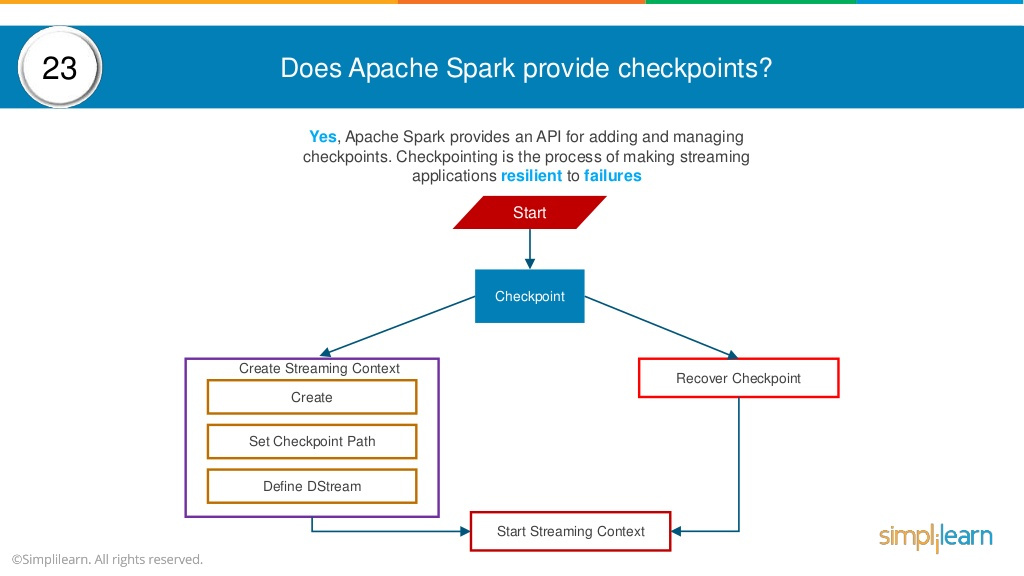 23
Does Apache Spark provide checkpoints?
Yes, Apache Spark provides an API for adding and managing
checkpoints. Checkpointing is the process of making streaming
applications resilient to failures
Start
Checkpoint
Create Streaming Context
Create
Set Checkpoint Path
Define DStream
Recover Checkpoint
Start Streaming Context
simplilearn
©Simplilearn. All rights reserved.